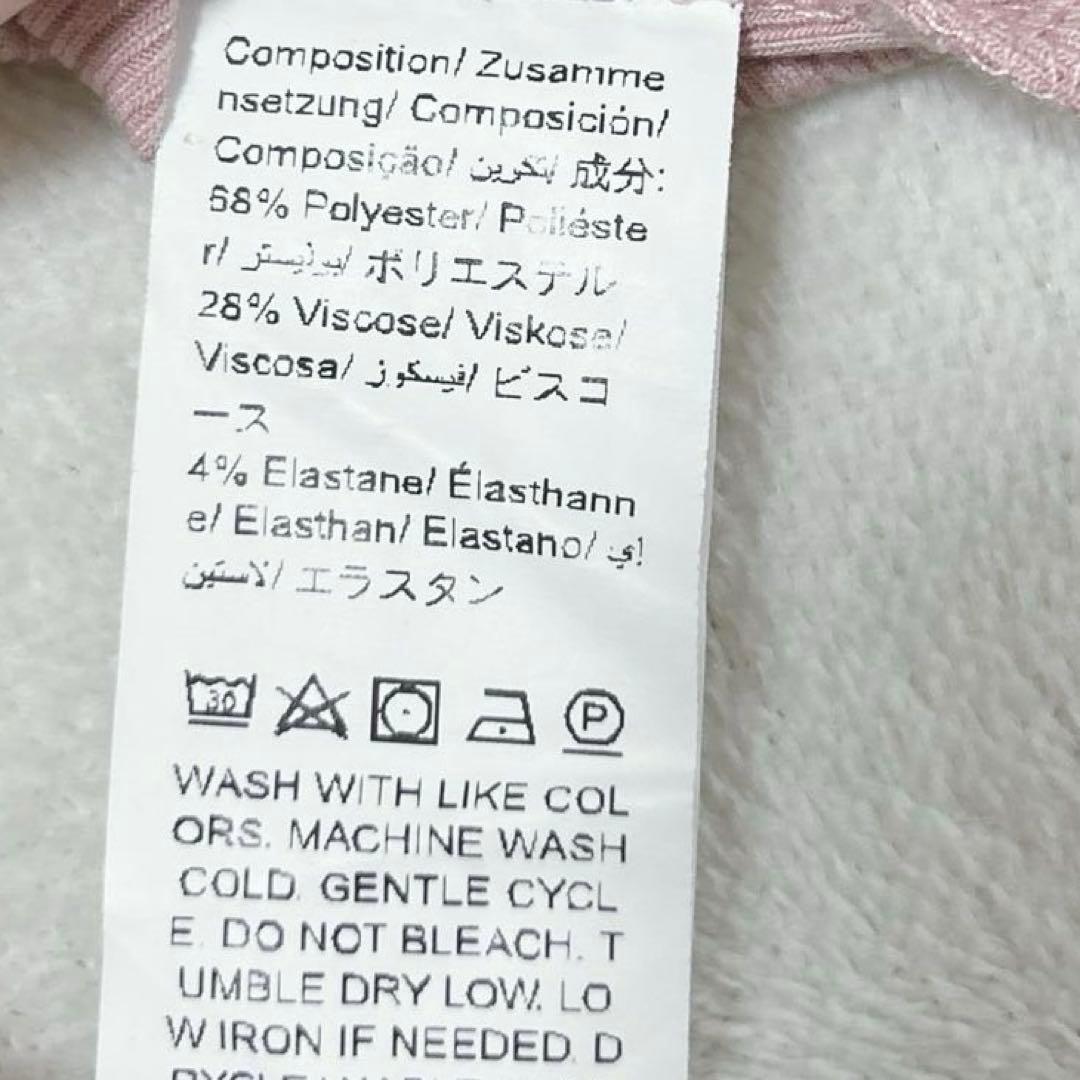 Composition/ Zusamme
nsetzung/ Composición/
Composição/ تكوين/ 成分:
68% Polyester/ Poliéste
r/ بوليستر/ ポリエステル
28% Viscose/ Viskose/
Viscosa/ فيسكوز/ ビスコ
ース
4% Elastane/ Élasthann
e/ Elasthan/ Elastano/ إي
لاستين/ エラスタン
30
P
WASH WITH LIKE COL
ORS. MACHINE WASH
COLD. GENTLE CYCL
E. DO NOT BLEACH. T
UMBLE DRY LOW. LO
W IRON IF NEEDED. D